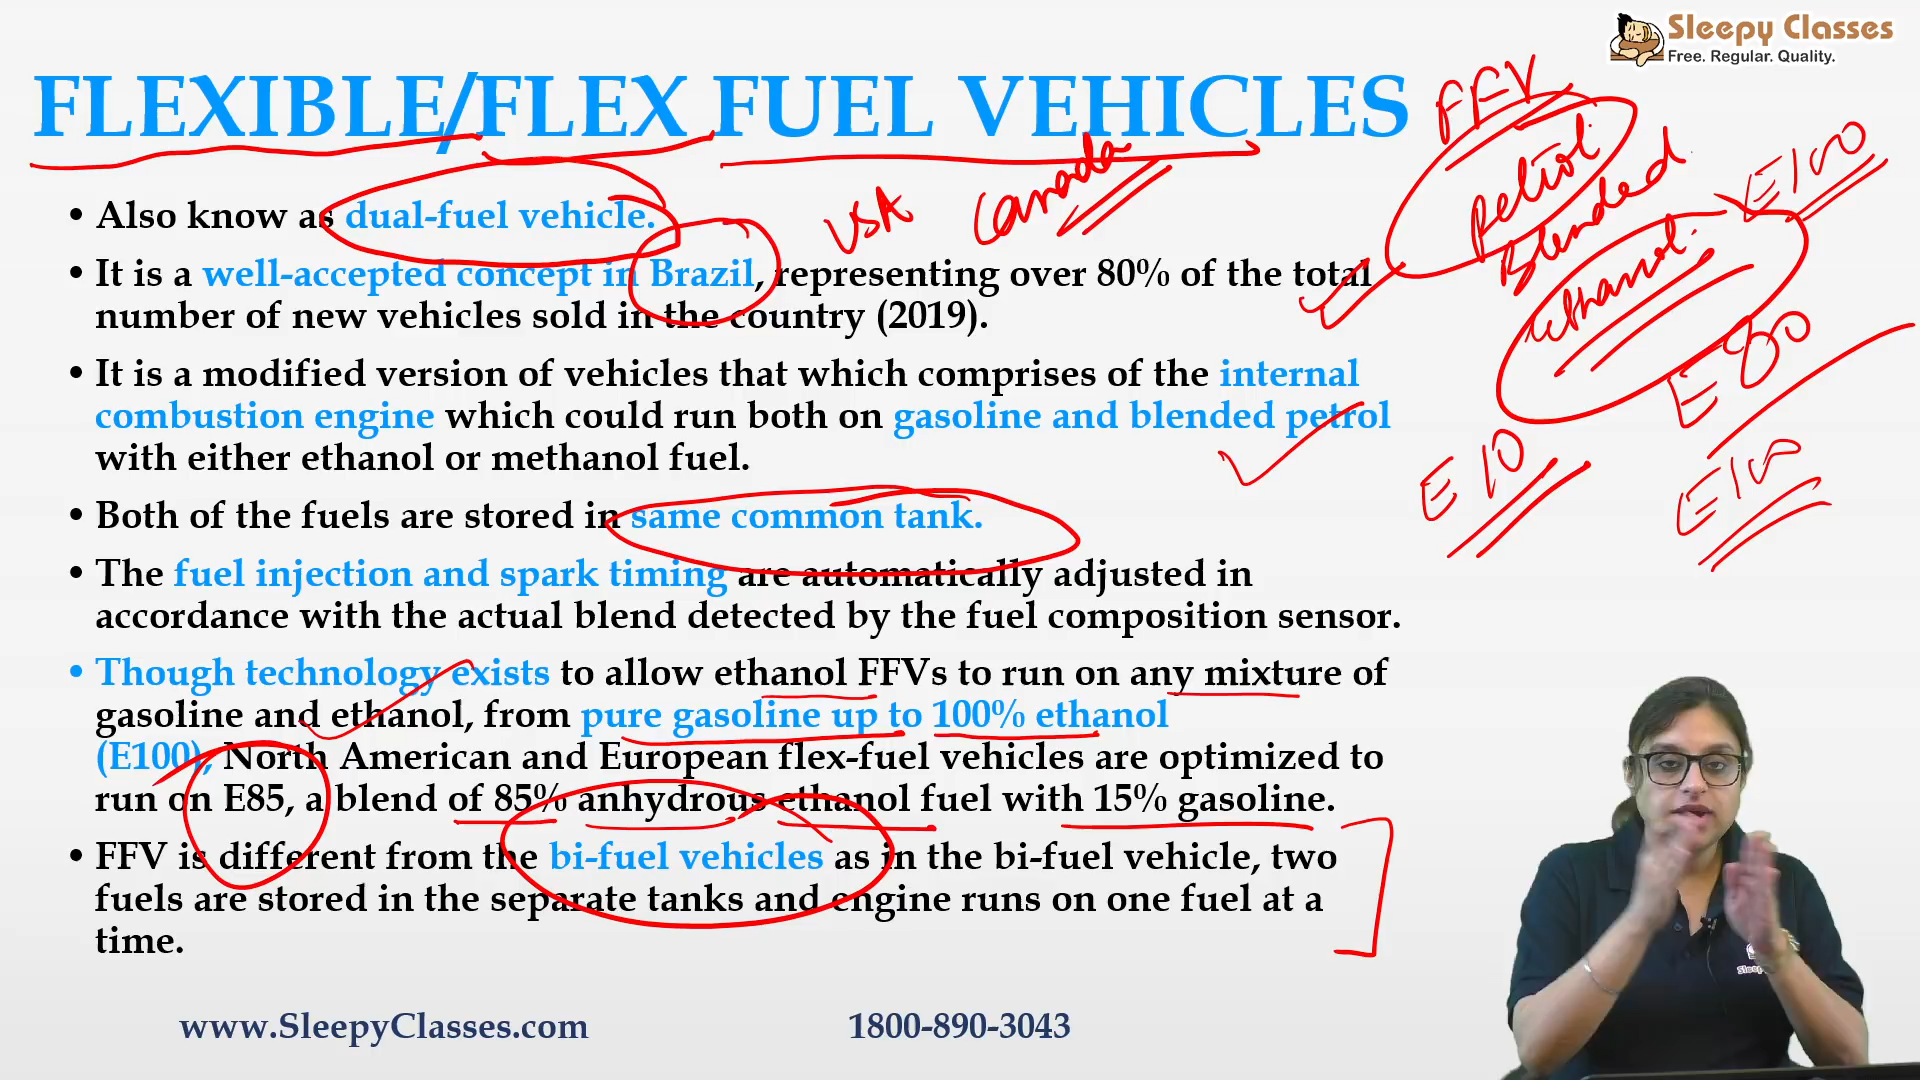 Sleepy Classes
Free. Regular. Quality.
FLEXIBLE/FLEX FUEL VEHICLES
FFV
Petrol
Blended
E100
Ethanol.
USA Canada
• Also know as dual-fuel vehicle.
• It is a well-accepted concept in Brazil, representing over 80% of the total
number of new vehicles sold in the country (2019).
E80
• It is a modified version of vehicles that which comprises of the internal
combustion engine which could run both on gasoline and blended petrol
with either ethanol or methanol fuel.
E10
E100
• Both of the fuels are stored in same common tank.
• The fuel injection and spark timing are automatically adjusted in
accordance with the actual blend detected by the fuel composition sensor.
• Though technology exists to allow ethanol FFVs to run on any mixture of
gasoline and ethanol, from pure gasoline up to 100% ethanol
(E100), North American and European flex-fuel vehicles are optimized to
run on E85, a blend of 85% anhydrous ethanol fuel with 15% gasoline.
• FFV is different from the bi-fuel vehicles as in the bi-fuel vehicle, two
fuels are stored in the separate tanks and engine runs on one fuel at a
time.
www.SleepyClasses.com
1800-890-3043